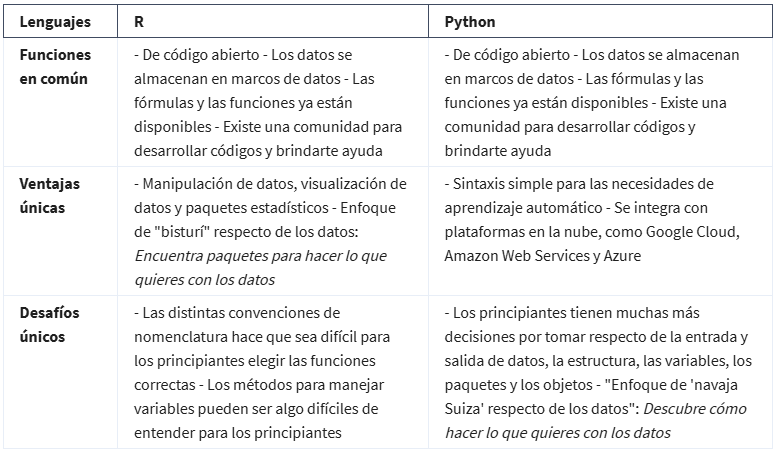 Lenguajes R Python
Funciones en común
- De código abierto - Los datos se
almacenan en marcos de datos - Las
fórmulas y las funciones ya están
disponibles - Existe una comunidad para
desarrollar códigos y brindarte ayuda
- De código abierto - Los datos se almacenan
en marcos de datos - Las fórmulas y las
funciones ya están disponibles - Existe una
comunidad para desarrollar códigos y
brindarte ayuda
Ventajas
únicas
- Manipulación de datos, visualización de
datos y paquetes estadísticos - Enfoque
de "bisturí" respecto de los datos:
Encuentra paquetes para hacer lo que
quieres con los datos
- Sintaxis simple para las necesidades de
aprendizaje automático - Se integra con
plataformas en la nube, como Google Cloud,
Amazon Web Services y Azure
Desafíos
únicos
- Las distintas convenciones de
nomenclatura hace que sea difícil para
los principiantes elegir las funciones
correctas - Los métodos para manejar
variables pueden ser algo difíciles de
entender para los principiantes
- Los principiantes tienen muchas más
decisiones por tomar respecto de la entrada y
salida de datos, la estructura, las variables, los
paquetes y los objetos - "Enfoque de 'navaja
Suiza' respecto de los datos": Descubre cómo
hacer lo que quieres con los datos